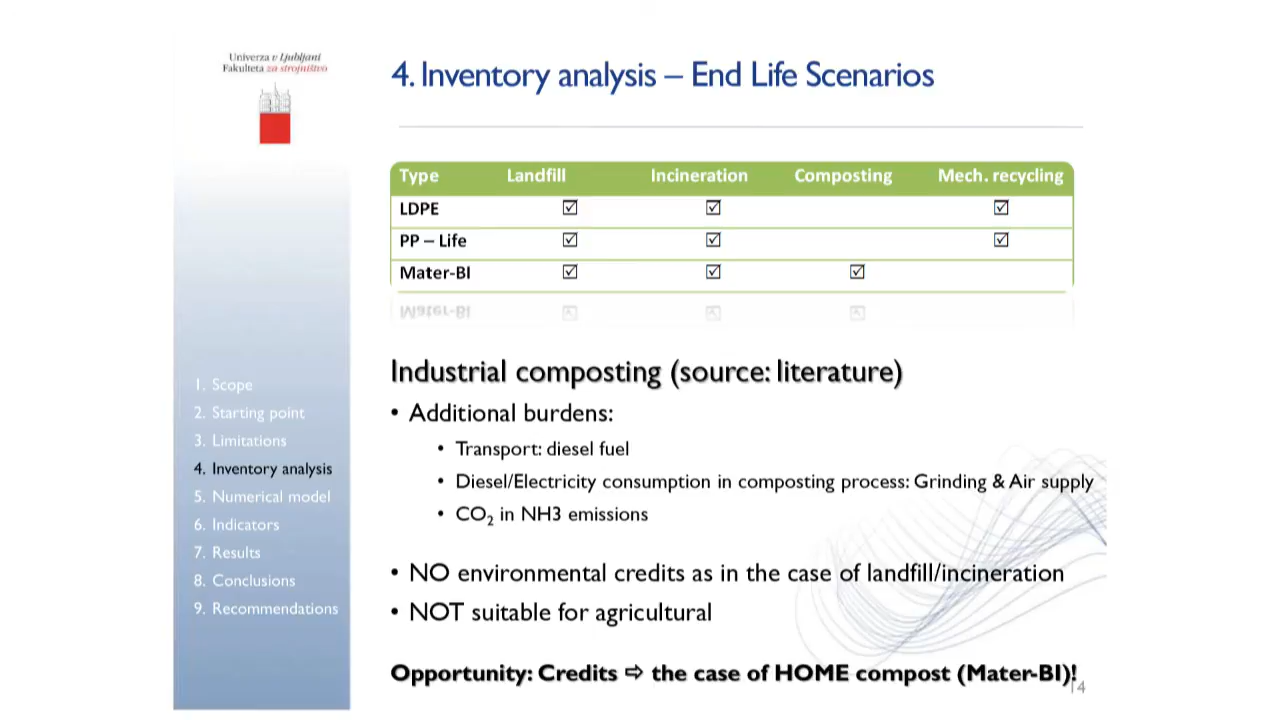 Univerza v Ljubljani
Fakulteta za strojništvo
4. Inventory analysis – End Life Scenarios
Type Landfill Incineration Composting Mech. recycling
LDPE ☑ ☑ ☑
PP – Life ☑ ☑ ☑
Mater-BI ☑ ☑ ☑
Industrial composting (source: literature)
• Additional burdens:
• Transport: diesel fuel
• Diesel/Electricity consumption in composting process: Grinding & Air supply
• CO₂ in NH3 emissions
• NO environmental credits as in the case of landfill/incineration
• NOT suitable for agricultural
Opportunity: Credits ⇨ the case of HOME compost (Mater-BI)!
1. Scope
2. Starting point
3. Limitations
4. Inventory analysis
5. Numerical model
6. Indicators
7. Results
8. Conclusions
9. Recommendations
14